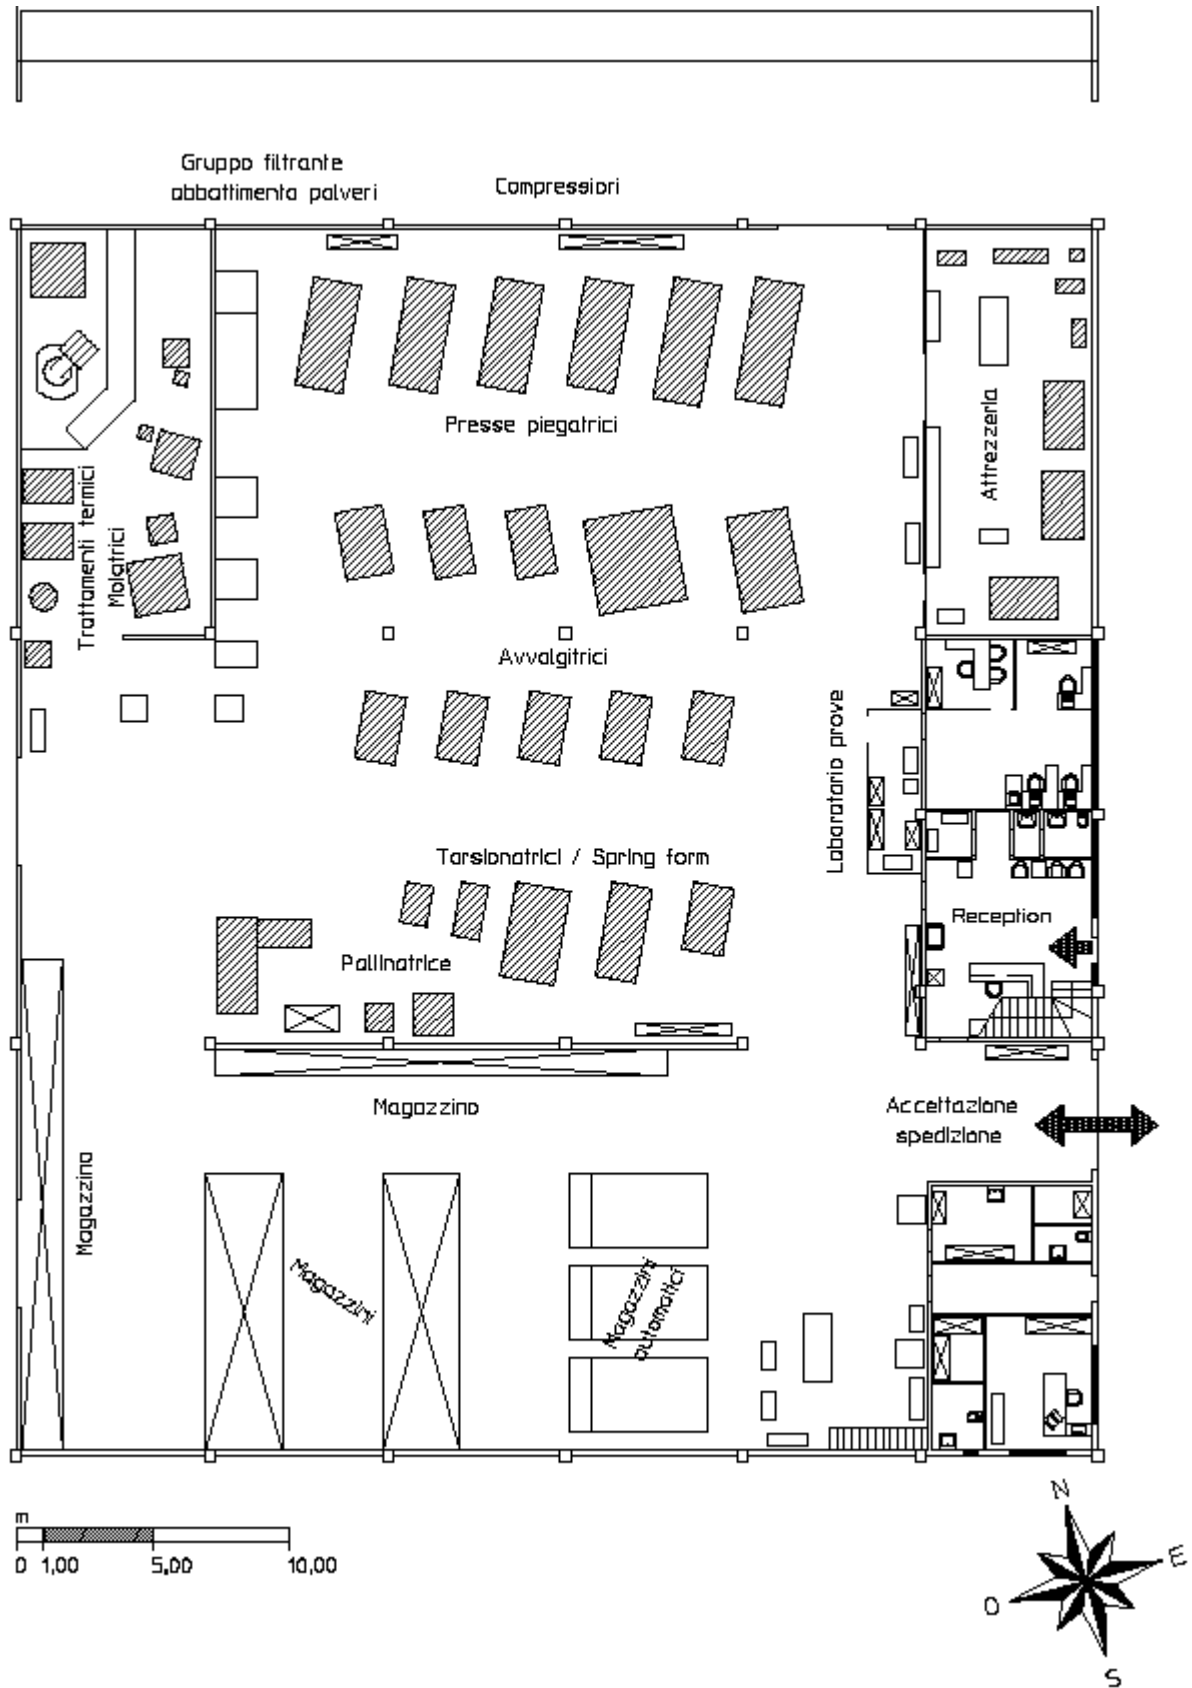 Gruppo filtrante
abbattimento polveri
Compressori
Presse piegatrici
Attrezzeria
Trattamenti termici
Molatrici
Avvolgitrici
Laboratorio prove
Torsionatrici / Spring form
Reception
Pallinatrice
Magazzino
Accettazione
spedizione
Magazzino
Magazzini
Magazzini
automatici
m
0 1,00 5,00 10,00
N
E
O
S